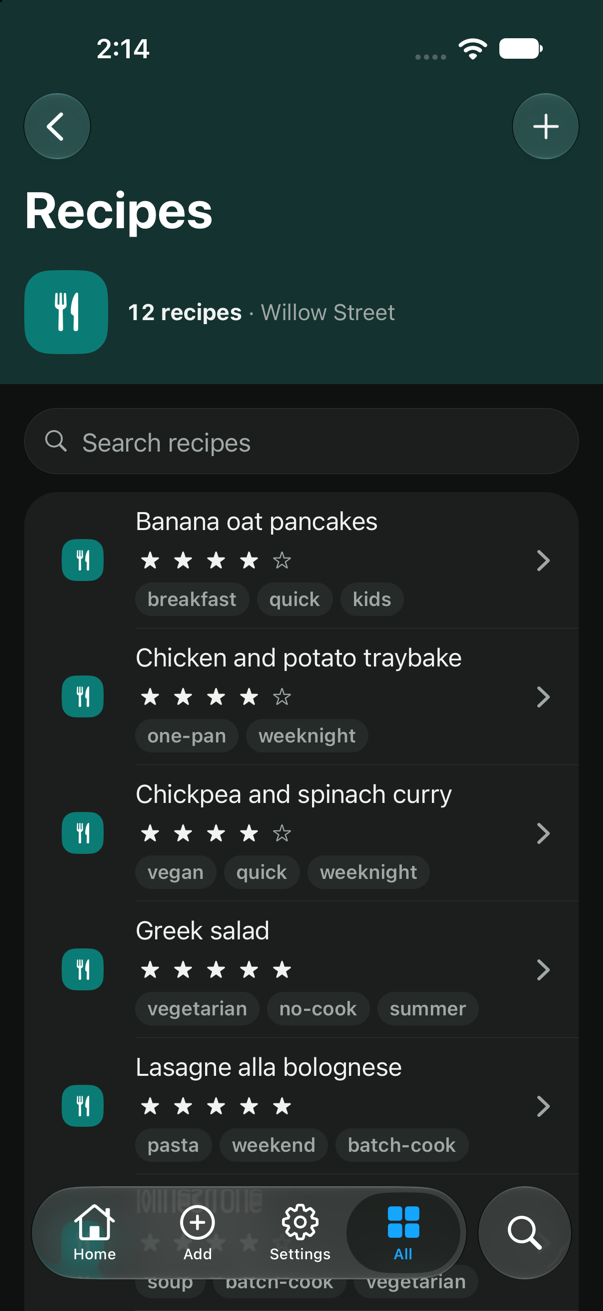 2:14
Recipes
12 recipes · Willow Street
Search recipes
Banana oat pancakes
breakfast quick kids
Chicken and potato traybake
one-pan weeknight
Chickpea and spinach curry
vegan quick weeknight
Greek salad
vegetarian no-cook summer
Lasagne alla bolognese
pasta weekend batch-cook
Home Add Settings All
soup batch-cook vegetarian